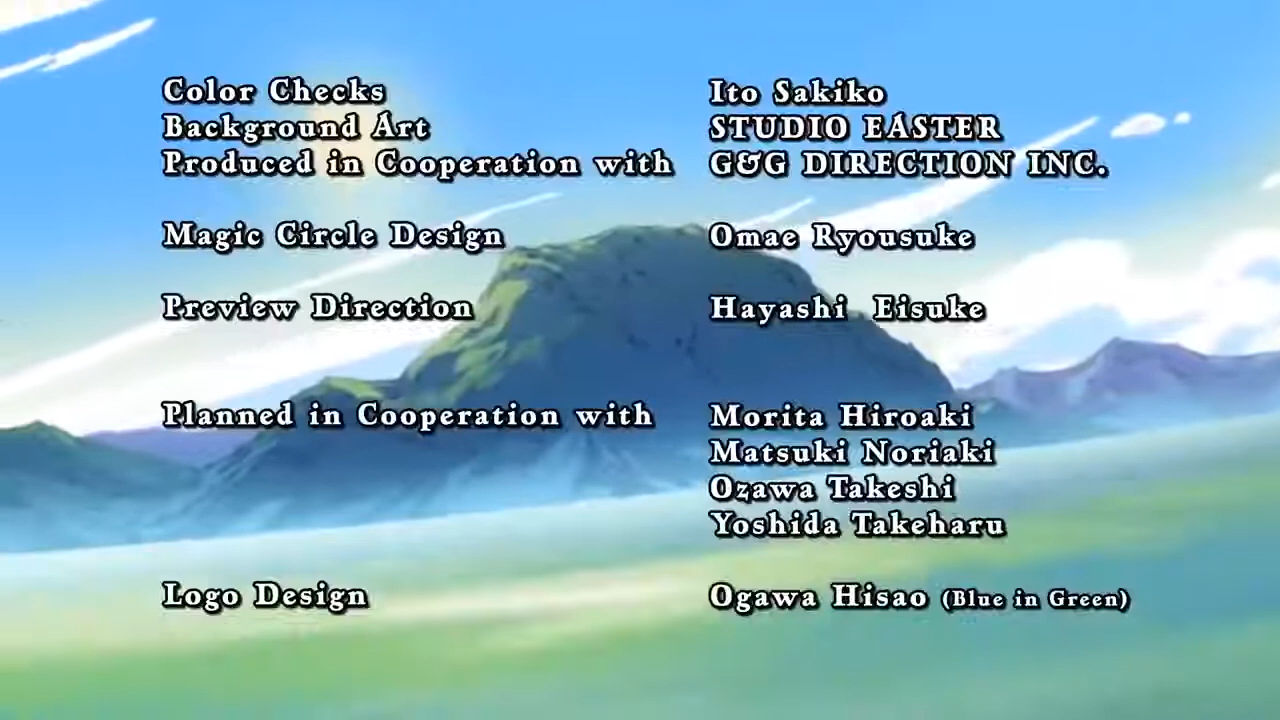 Color Checks Ito Sakiko
Background Art STUDIO EASTER
Produced in Cooperation with G&G DIRECTION INC.
Magic Circle Design Omae Ryousuke
Preview Direction Hayashi Eisuke
Planned in Cooperation with Morita Hiroaki
Matsuki Noriaki
Ozawa Takeshi
Yoshida Takeharu
Logo Design Ogawa Hisao (Blue in Green)